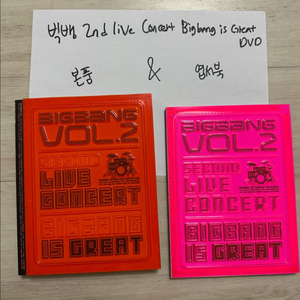 빅뱅 2nd live Concert Bigbang is Great
DVD
본품 & 엽서북
BIGBANG
VOL.2
SECOND
LIVE
CONCERT
BIGBANG
IS GREAT
BIGBANG
VOL.2
SECOND
LIVE
CONCERT
BIGBANG
IS GREAT